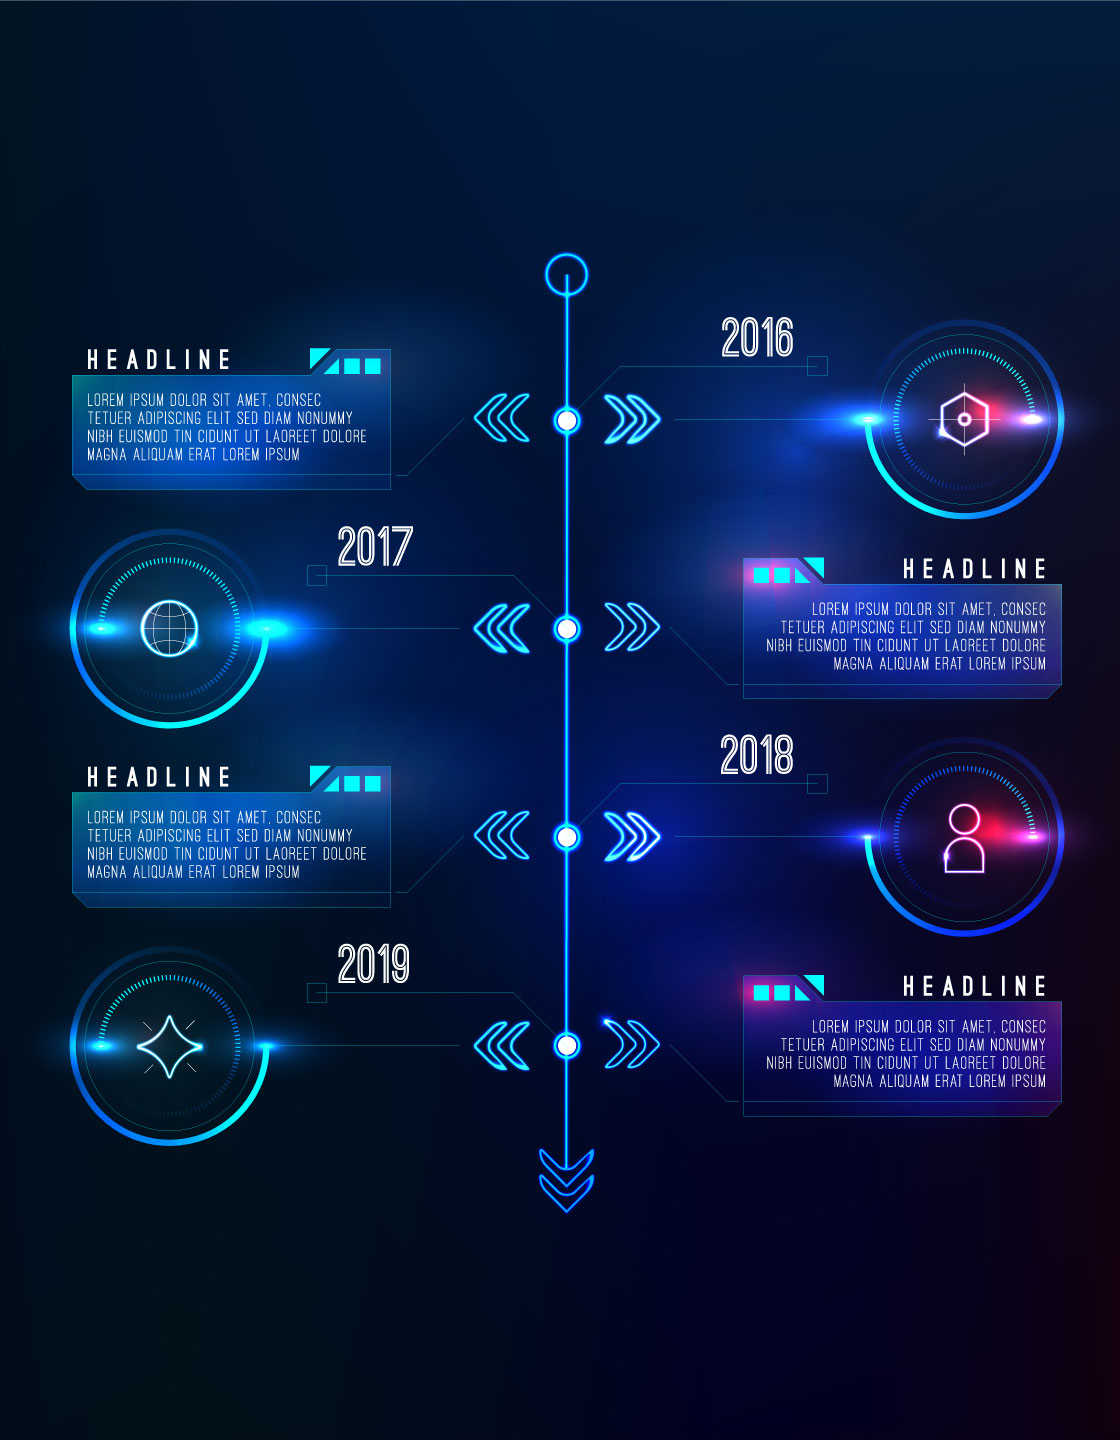 2016
HEADLINE
LOREM IPSUM DOLOR SIT AMET, CONSEC
TETUER ADIPISCING ELIT SED DIAM NONUMMY
NIBH EUISMOD TIN CIDUNT UT LAOREET DOLORE
MAGNA ALIQUAM ERAT LOREM IPSUM
2017
HEADLINE
LOREM IPSUM DOLOR SIT AMET, CONSEC
TETUER ADIPISCING ELIT SED DIAM NONUMMY
NIBH EUISMOD TIN CIDUNT UT LAOREET DOLORE
MAGNA ALIQUAM ERAT LOREM IPSUM
2018
HEADLINE
LOREM IPSUM DOLOR SIT AMET, CONSEC
TETUER ADIPISCING ELIT SED DIAM NONUMMY
NIBH EUISMOD TIN CIDUNT UT LAOREET DOLORE
MAGNA ALIQUAM ERAT LOREM IPSUM
2019
HEADLINE
LOREM IPSUM DOLOR SIT AMET, CONSEC
TETUER ADIPISCING ELIT SED DIAM NONUMMY
NIBH EUISMOD TIN CIDUNT UT LAOREET DOLORE
MAGNA ALIQUAM ERAT LOREM IPSUM